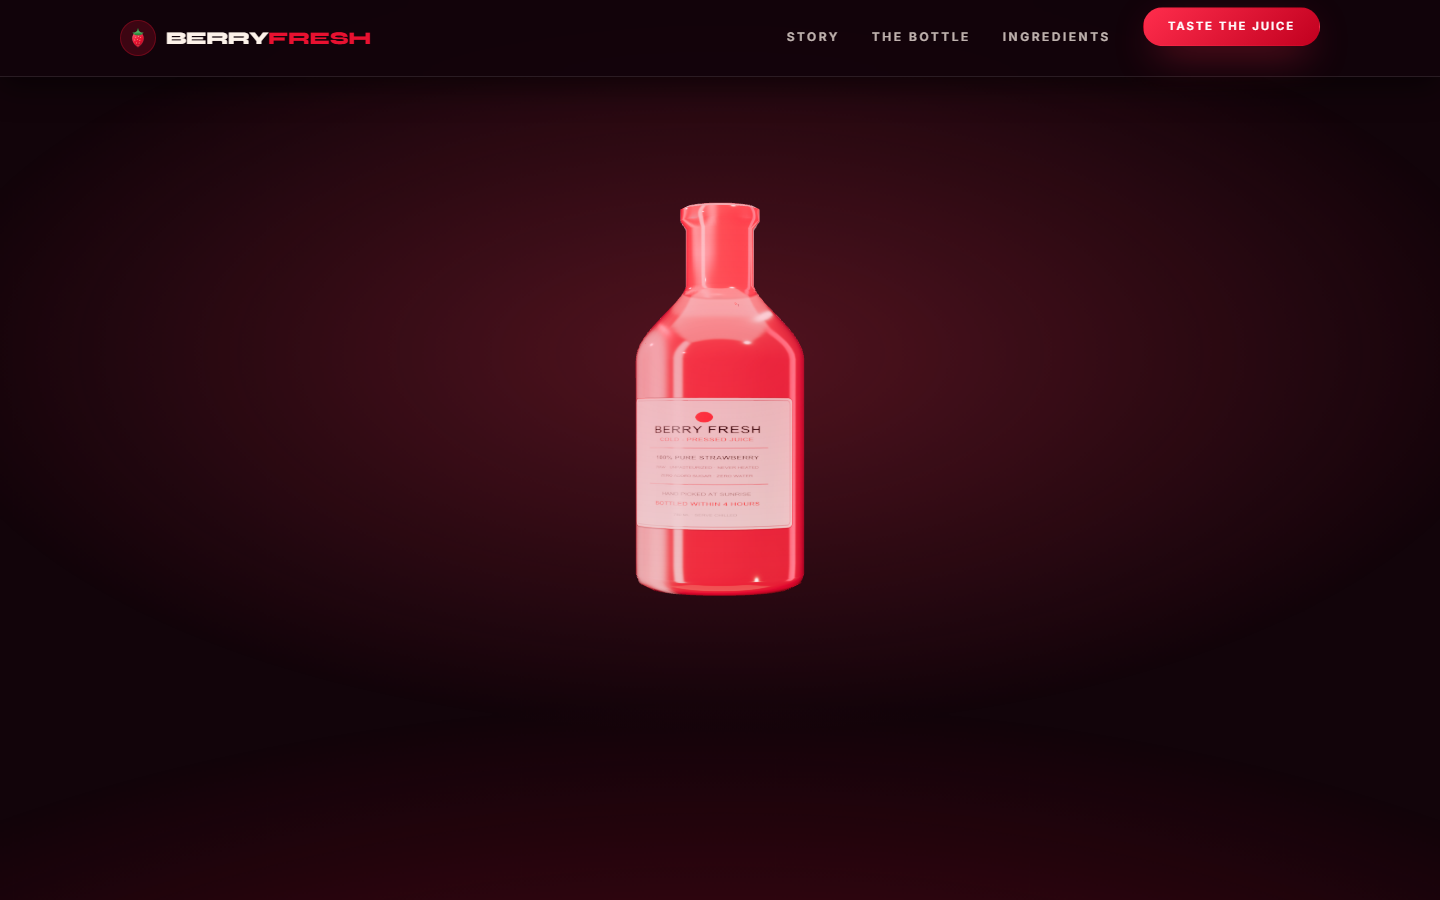 BERRYFRESH
STORY
THE BOTTLE
INGREDIENTS
TASTE THE JUICE
BERRY FRESH
COLD · PRESSED JUICE
100% PURE STRAWBERRY
HAND PICKED AT SUNRISE
BOTTLED WITHIN 4 HOURS